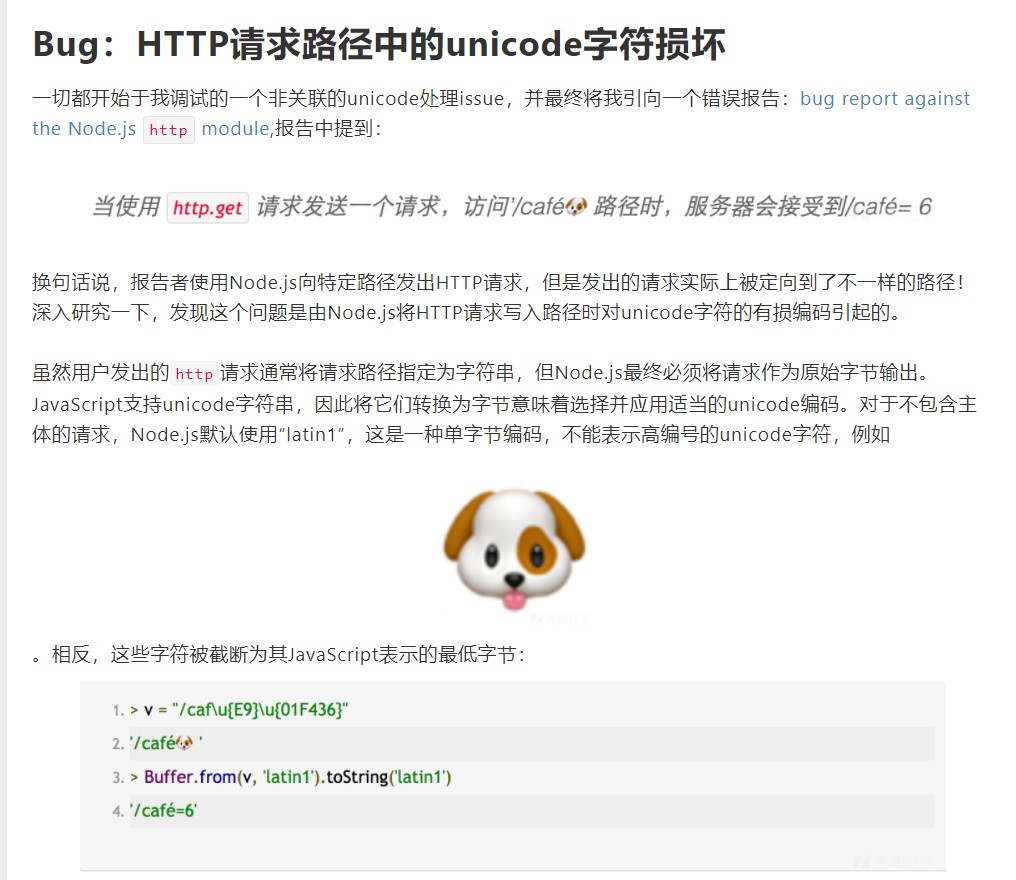 Bug：HTTP请求路径中的unicode字符损坏
一切都开始于我调试的一个非关联的unicode处理issue，并最终将我引向一个错误报告：bug report against
the Node.js http module,报告中提到：
当使用 http.get 请求发送一个请求，访问'/café🐶 路径时，服务器会接受到/café= 6
换句话说，报告者使用Node.js向特定路径发出HTTP请求，但是发出的请求实际上被定向到了不一样的路径！
深入研究一下，发现这个问题是由Node.js将HTTP请求写入路径时对unicode字符的有损编码引起的。
虽然用户发出的 http 请求通常将请求路径指定为字符串，但Node.js最终必须将请求作为原始字节输出。
JavaScript支持unicode字符串，因此将它们转换为字节意味着选择并应用适当的unicode编码。对于不包含主
体的请求，Node.js默认使用“latin1”，这是一种单字节编码，不能表示高编号的unicode字符，例如
。相反，这些字符被截断为其JavaScript表示的最低字节：
1. > v = "/caf\u{E9}\u{01F436}"
2. '/café🐶 '
3. > Buffer.from(v, 'latin1').toString('latin1')
4. '/café=6'